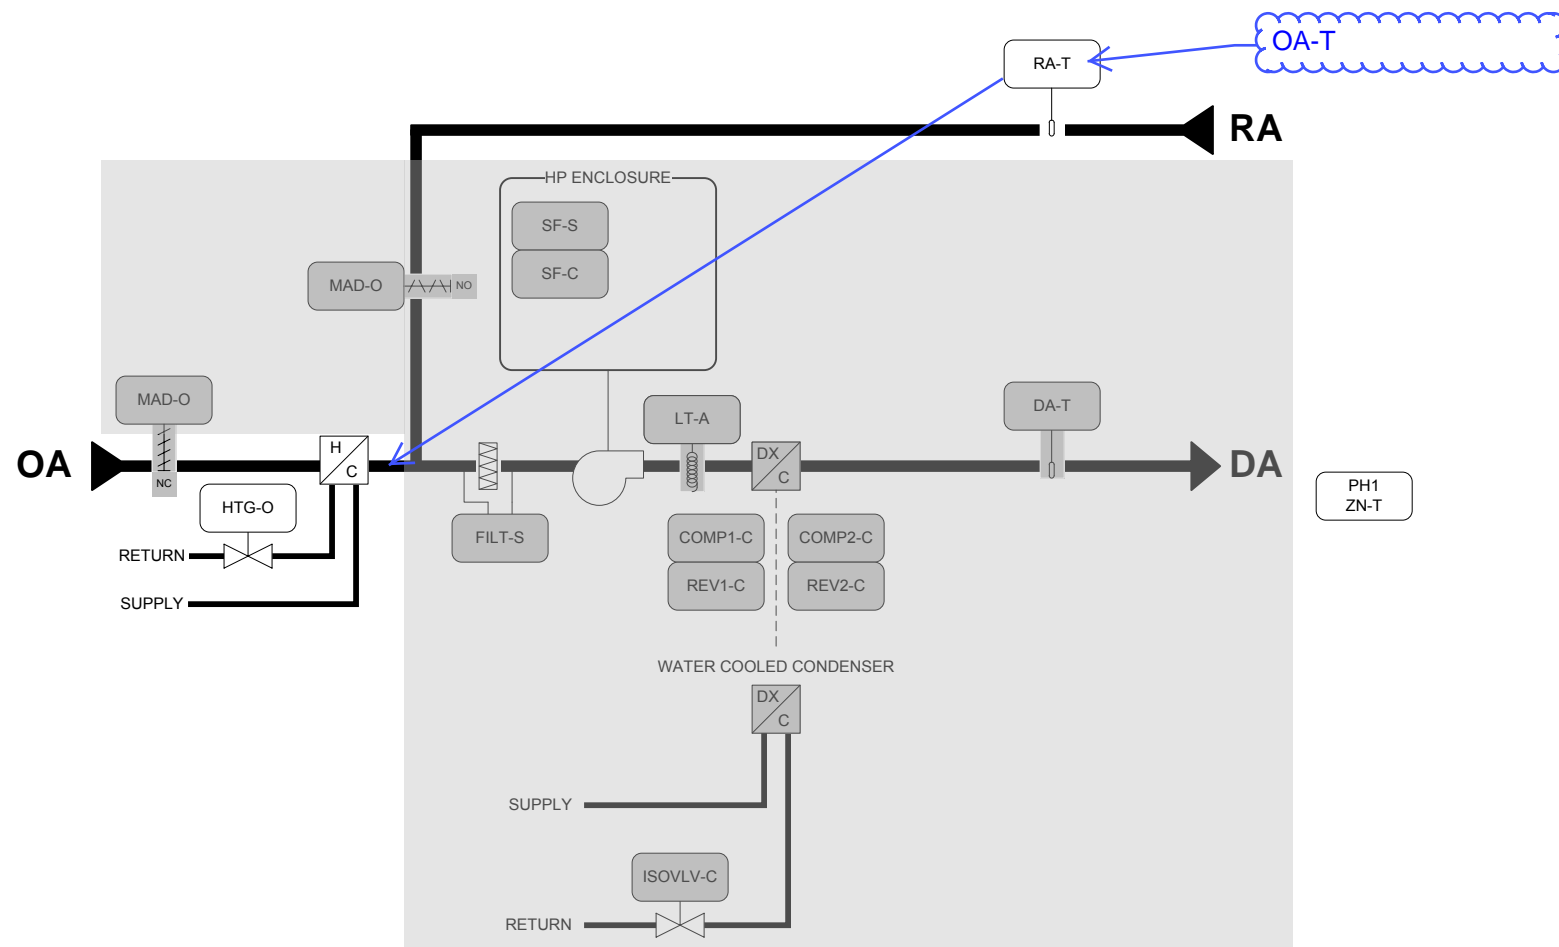 OA-T
RA-T
RA
HP ENCLOSURE
SF-S
SF-C
MAD-O
NO
MAD-O
NC
LT-A
DA-T
OA
H
C
DX
C
DA
PH1
ZN-T
HTG-O
FILT-S
COMP1-C
COMP2-C
RETURN
REV1-C
REV2-C
SUPPLY
WATER COOLED CONDENSER
DX
C
SUPPLY
ISOVLV-C
RETURN